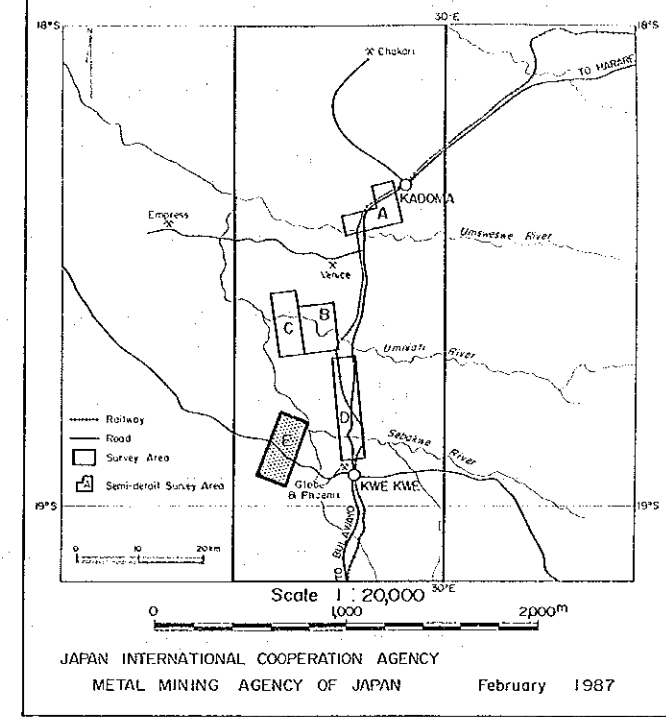 30°E
18°S
18°S
Chakari
TO HARARE
KADOMA
A
Empress
Umsweswe River
Venice
B
C
Umniati River
D
Railway
Road
Survey Area
A Semi-detail Survey Area
E
Sebakwe River
Globe & Phoenix
KWE KWE
19°S
19°S
0 10 20km
TO BULAWAYO
30°E
Scale 1 : 20,000
0 1,000 2,000m
JAPAN INTERNATIONAL COOPERATION AGENCY
METAL MINING AGENCY OF JAPAN February 1987